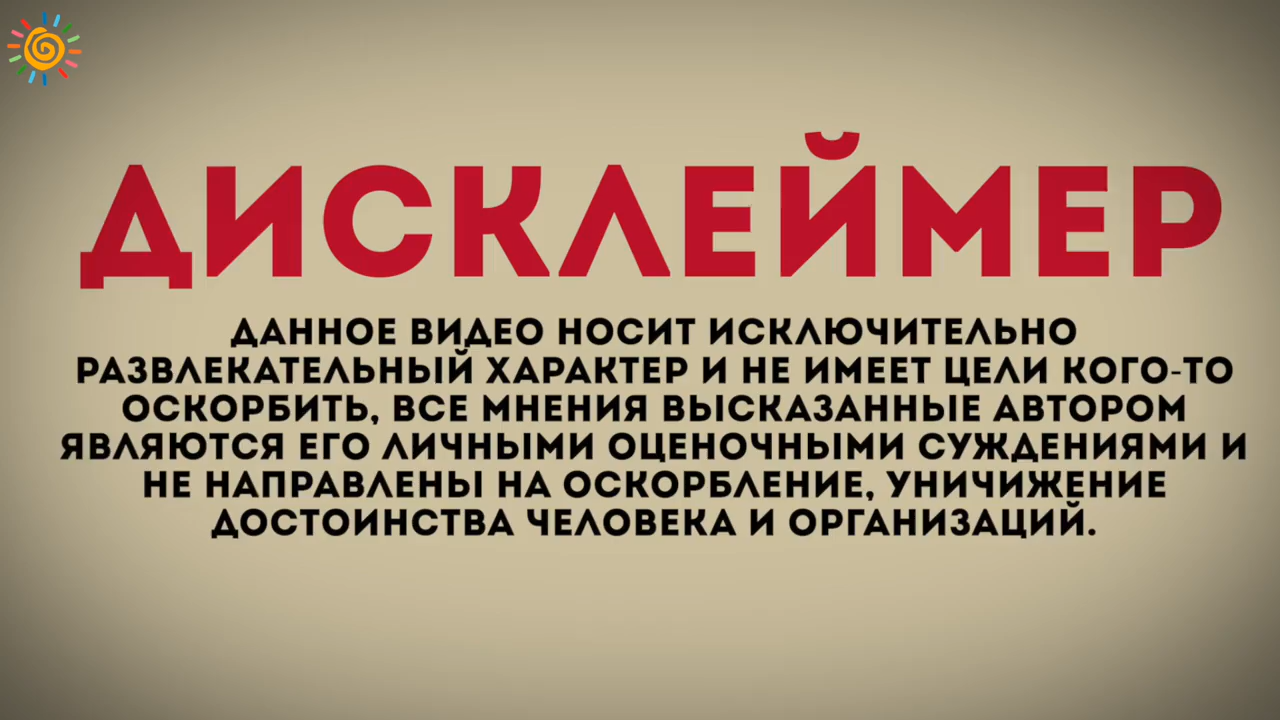 ДИСКЛЕЙМЕР
ДАННОЕ ВИДЕО НОСИТ ИСКЛЮЧИТЕЛЬНО
РАЗВЛЕКАТЕЛЬНЫЙ ХАРАКТЕР И НЕ ИМЕЕТ ЦЕЛИ КОГО-ТО
ОСКОРБИТЬ, ВСЕ МНЕНИЯ ВЫСКАЗАННЫЕ АВТОРОМ
ЯВЛЯЮТСЯ ЕГО ЛИЧНЫМИ ОЦЕНОЧНЫМИ СУЖДЕНИЯМИ И
НЕ НАПРАВЛЕНЫ НА ОСКОРБЛЕНИЕ, УНИЧИЖЕНИЕ
ДОСТОИНСТВА ЧЕЛОВЕКА И ОРГАНИЗАЦИЙ.